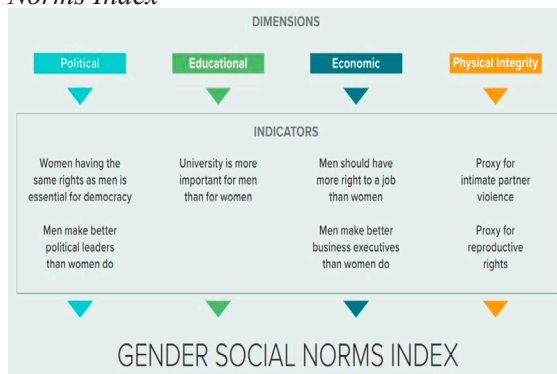 Norms Index
DIMENSIONS
Political
Educational
Economic
Physical Integrity
INDICATORS
Women having the
same rights as men is
essential for democracy
Men make better
political leaders
than women do
University is more
important for men
than for women
Men should have
more right to a job
than women
Men make better
business executives
than women do
Proxy for
intimate partner
violence
Proxy for
reproductive
rights
GENDER SOCIAL NORMS INDEX